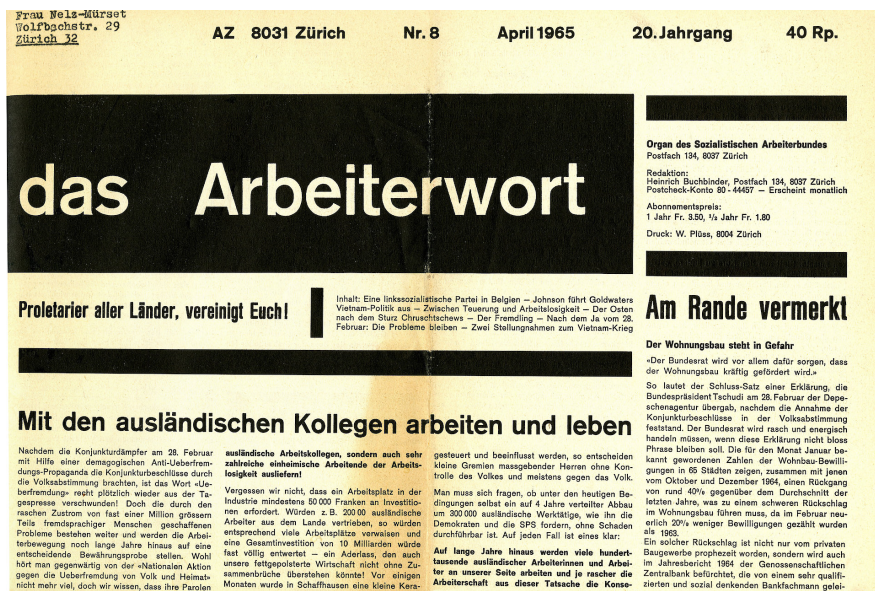 Frau Nelz-Mürset
Wolfbachstr. 29
Zürich 32
AZ 8031 Zürich Nr. 8 April 1965 20. Jahrgang 40 Rp.
das Arbeiterwort
Organ des Sozialistischen Arbeiterbundes
Postfach 134, 8037 Zürich
Redaktion:
Heinrich Buchbinder, Postfach 134, 8037 Zürich
Postcheck-Konto 80 - 44457 — Erscheint monatlich
Abonnementspreis:
1 Jahr Fr. 3.50, ½ Jahr Fr. 1.80
Druck: W. Plüss, 8004 Zürich
Proletarier aller Länder, vereinigt Euch!
Inhalt: Eine linkssozialistische Partei in Belgien — Johnson führt Goldwaters
Vietnam-Politik aus — Zwischen Teuerung und Arbeitslosigkeit — Der Osten
nach dem Sturz Chruschtschews — Der Fremdling — Nach dem Ja vom 28.
Februar: Die Probleme bleiben — Zwei Stellungnahmen zum Vietnam-Krieg
Mit den ausländischen Kollegen arbeiten und leben
Nachdem die Konjunkturdämpfer am 28. Februar
mit Hilfe einer demagogischen Anti-Ueberfrem-
dungs-Propaganda die Konjunkturbeschlüsse durch
die Volksabstimmung brachten, ist das Wort «Ue-
berfremdung» recht plötzlich wieder aus der Ta-
gespresse verschwunden! Doch die durch den
raschen Zustrom von fast einer Million grössern
Teils fremdsprachiger Menschen geschaffenen
Probleme bestehen weiter und werden die Arbei-
terbewegung noch lange Jahre hinaus auf eine
entscheidende Bewährungsprobe stellen. Wohl
hört man gegenwärtig von der «Nationalen Aktion
gegen die Ueberfremdung von Volk und Heimat»
nicht mehr viel, doch wir wissen, dass ihre Parolen
ausländische Arbeitskollegen, sondern auch sehr
zahlreiche einheimische Arbeitende der Arbeits-
losigkeit ausliefern!
Vergessen wir nicht, dass ein Arbeitsplatz in der
Industrie mindestens 50 000 Franken an Investitio-
nen erfordert. Würden z. B. 200 00 ausländische
Arbeiter aus dem Lande vertrieben, so würden
entsprechend viele Arbeitsplätze verwaisen und
eine Gesamtinvestition von 10 Milliarden würde
fast völlig entwertet — ein Aderlass, den auch
unsere fettgepolsterte Wirtschaft nicht ohne Zu-
sammenbrüche überstehen könnte! Vor einigen
Monaten wurde in Schaffhausen eine kleine Kera-
gesteuert und beeinflusst werden, so entscheiden
kleine Gremien massgebender Herren ohne Kon-
trolle des Volkes und meistens gegen das Volk.
Man muss sich fragen, ob unter den heutigen Be-
dingungen selbst ein auf 4 Jahre verteilter Abbau
um 300 000 ausländische Werktätige, wie ihn die
Demokraten und die SPS fordern, ohne Schaden
durchführbar ist. Auf jeden Fall ist eines klar:
Auf lange Jahre hinaus werden viele hundert-
tausende ausländischer Arbeiterinnen und Arbei-
ter an unserer Seite arbeiten und je rascher die
Arbeiterschaft aus dieser Tatsache die Konse-
Am Rande vermerkt
Der Wohnungsbau steht in Gefahr
«Der Bundesrat wird vor allem dafür sorgen, dass
der Wohnungsbau kräftig gefördert wird.»
So lautet der Schluss-Satz einer Erklärung, die
Bundespräsident Tschudi am 28. Februar der Depe-
schenagentur übergab, nachdem die Annahme der
Konjunkturbeschlüsse in der Volksabstimmung
feststand. Der Bundesrat wird rasch und energisch
handeln müssen, wenn diese Erklärung nicht bloss
Phrase bleiben soll. Die für den Monat Januar be-
kannt gewordenen Zahlen der Wohnbau-Bewilli-
gungen in 65 Städten zeigen, zusammen mit jenen
vom Oktober und Dezember 1964, einen Rückgang
von rund 40% gegenüber dem Durchschnitt der
letzten Jahre, was zu einem schweren Rückschlag
im Wohnungsbau führen muss, da im Februar neu-
erlich 20% weniger Bewilligungen gezählt wurden
als 1963.
Ein solcher Rückschlag ist nicht nur vom privaten
Baugewerbe prophezeit worden, sondern wird auch
im Jahresbericht 1964 der Genossenschaftlichen
Zentralbank befürchtet, die von einem sehr qualifi-
zierten und sozial denkenden Bankfachmann gelei-